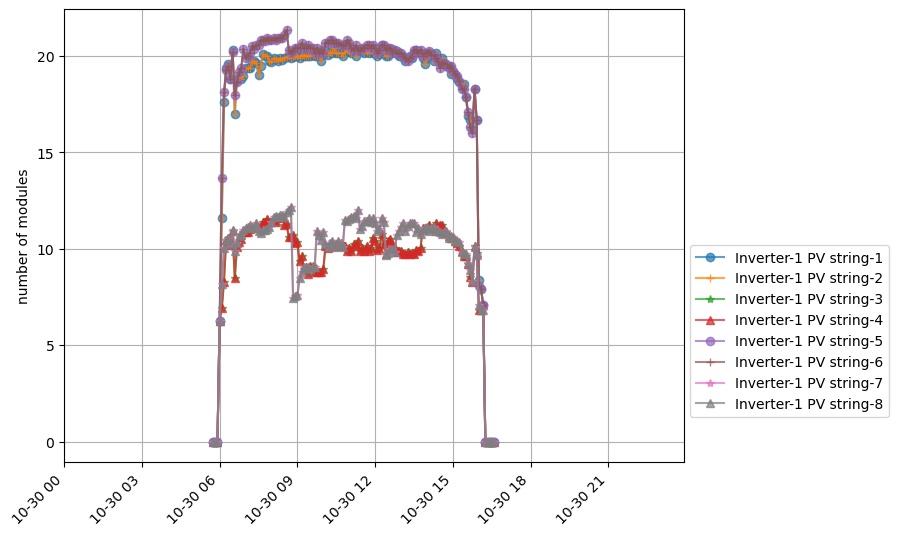 number of modules
20
15
10
5
0
10-30 00
10-30 03
10-30 06
10-30 09
10-30 12
10-30 15
10-30 18
10-30 21
Inverter-1 PV string-1
Inverter-1 PV string-2
Inverter-1 PV string-3
Inverter-1 PV string-4
Inverter-1 PV string-5
Inverter-1 PV string-6
Inverter-1 PV string-7
Inverter-1 PV string-8